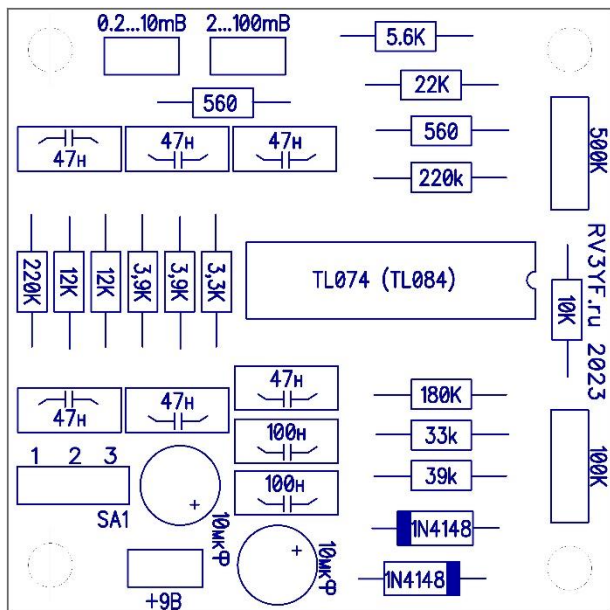 0.2...10mB 2...100mB
5.6K
22K
560
560
47н 47н 47н
220k
500K
220K 12K 12K 3,9K 3,9K 3,3K
TL074 (TL084)
10K
RV3YF.ru 2023
47н 47н 47н
180K
100н
33k
100н
39k
100K
1 2 3
SA1
+
10мкФ
+
10мкФ
1N4148
1N4148
+9В